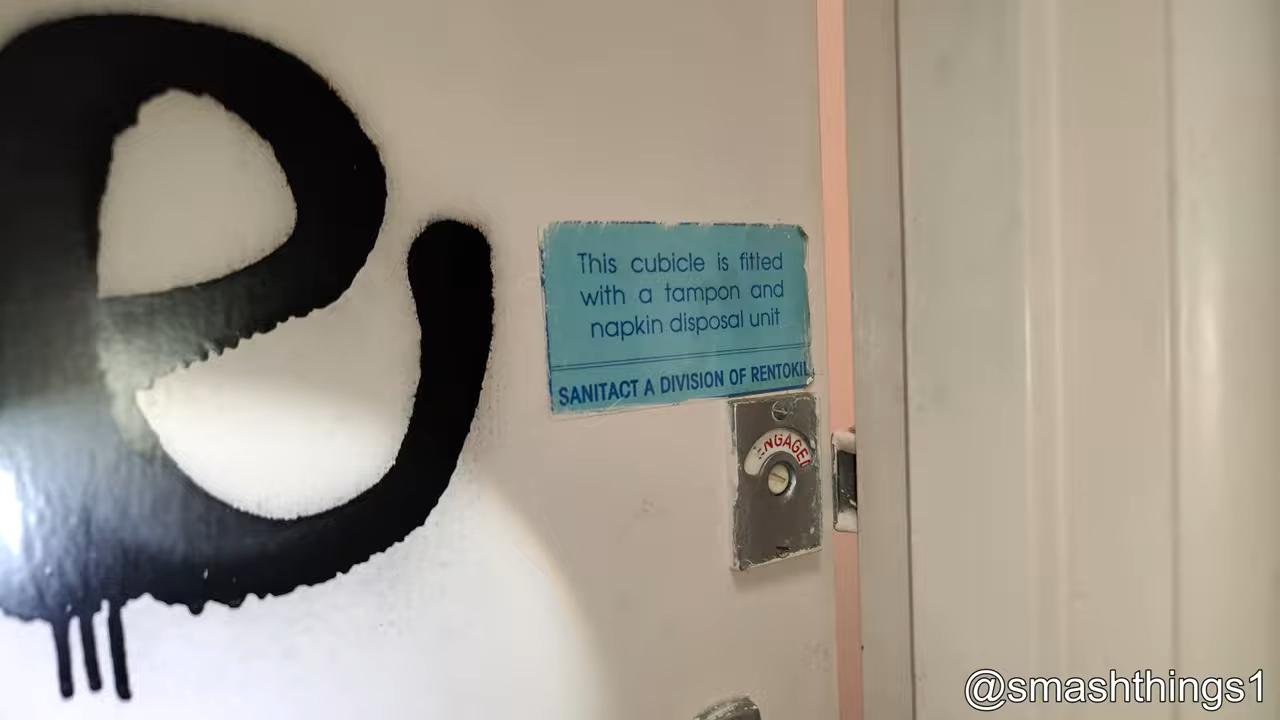 e
This cubicle is fitted
with a tampon and
napkin disposal unit
SANITACT A DIVISION OF RENTOKIL
ENGAGED
@smashthings1